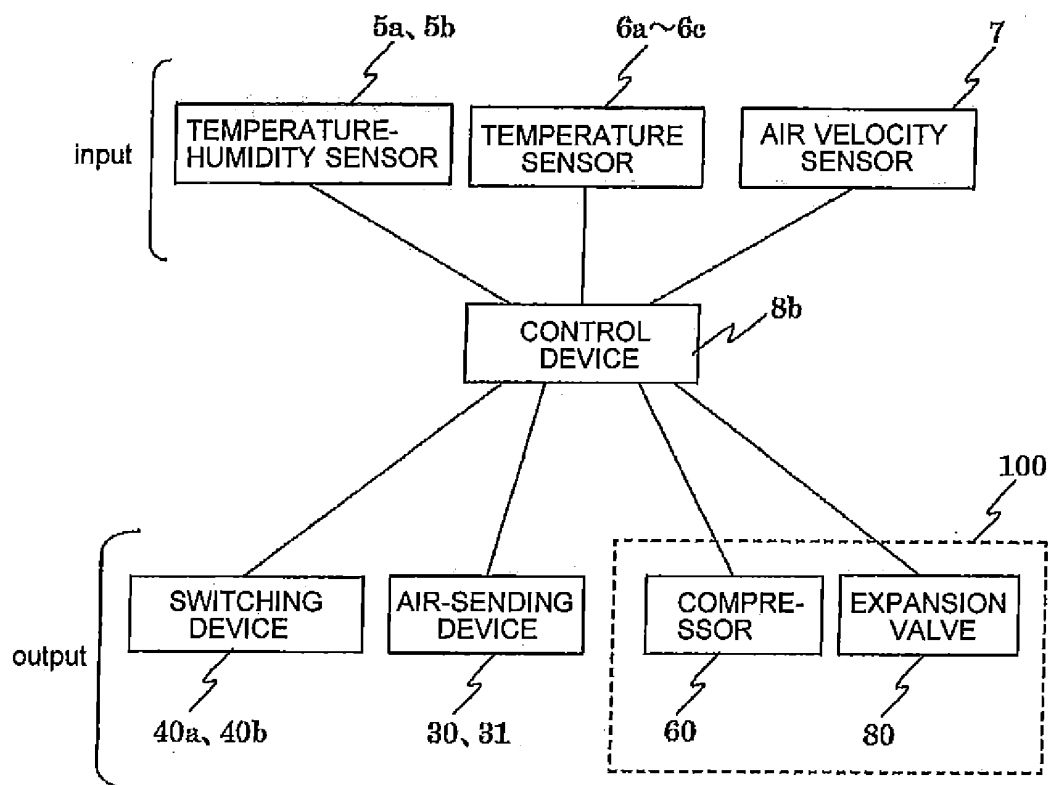 5a、5b
6a～6c
7
input
TEMPERATURE-
HUMIDITY SENSOR
TEMPERATURE
SENSOR
AIR VELOCITY
SENSOR
CONTROL
DEVICE
8b
100
output
SWITCHING
DEVICE
AIR-SENDING
DEVICE
COMPRE-
SSOR
EXPANSION
VALVE
40a、40b
30、31
60
80